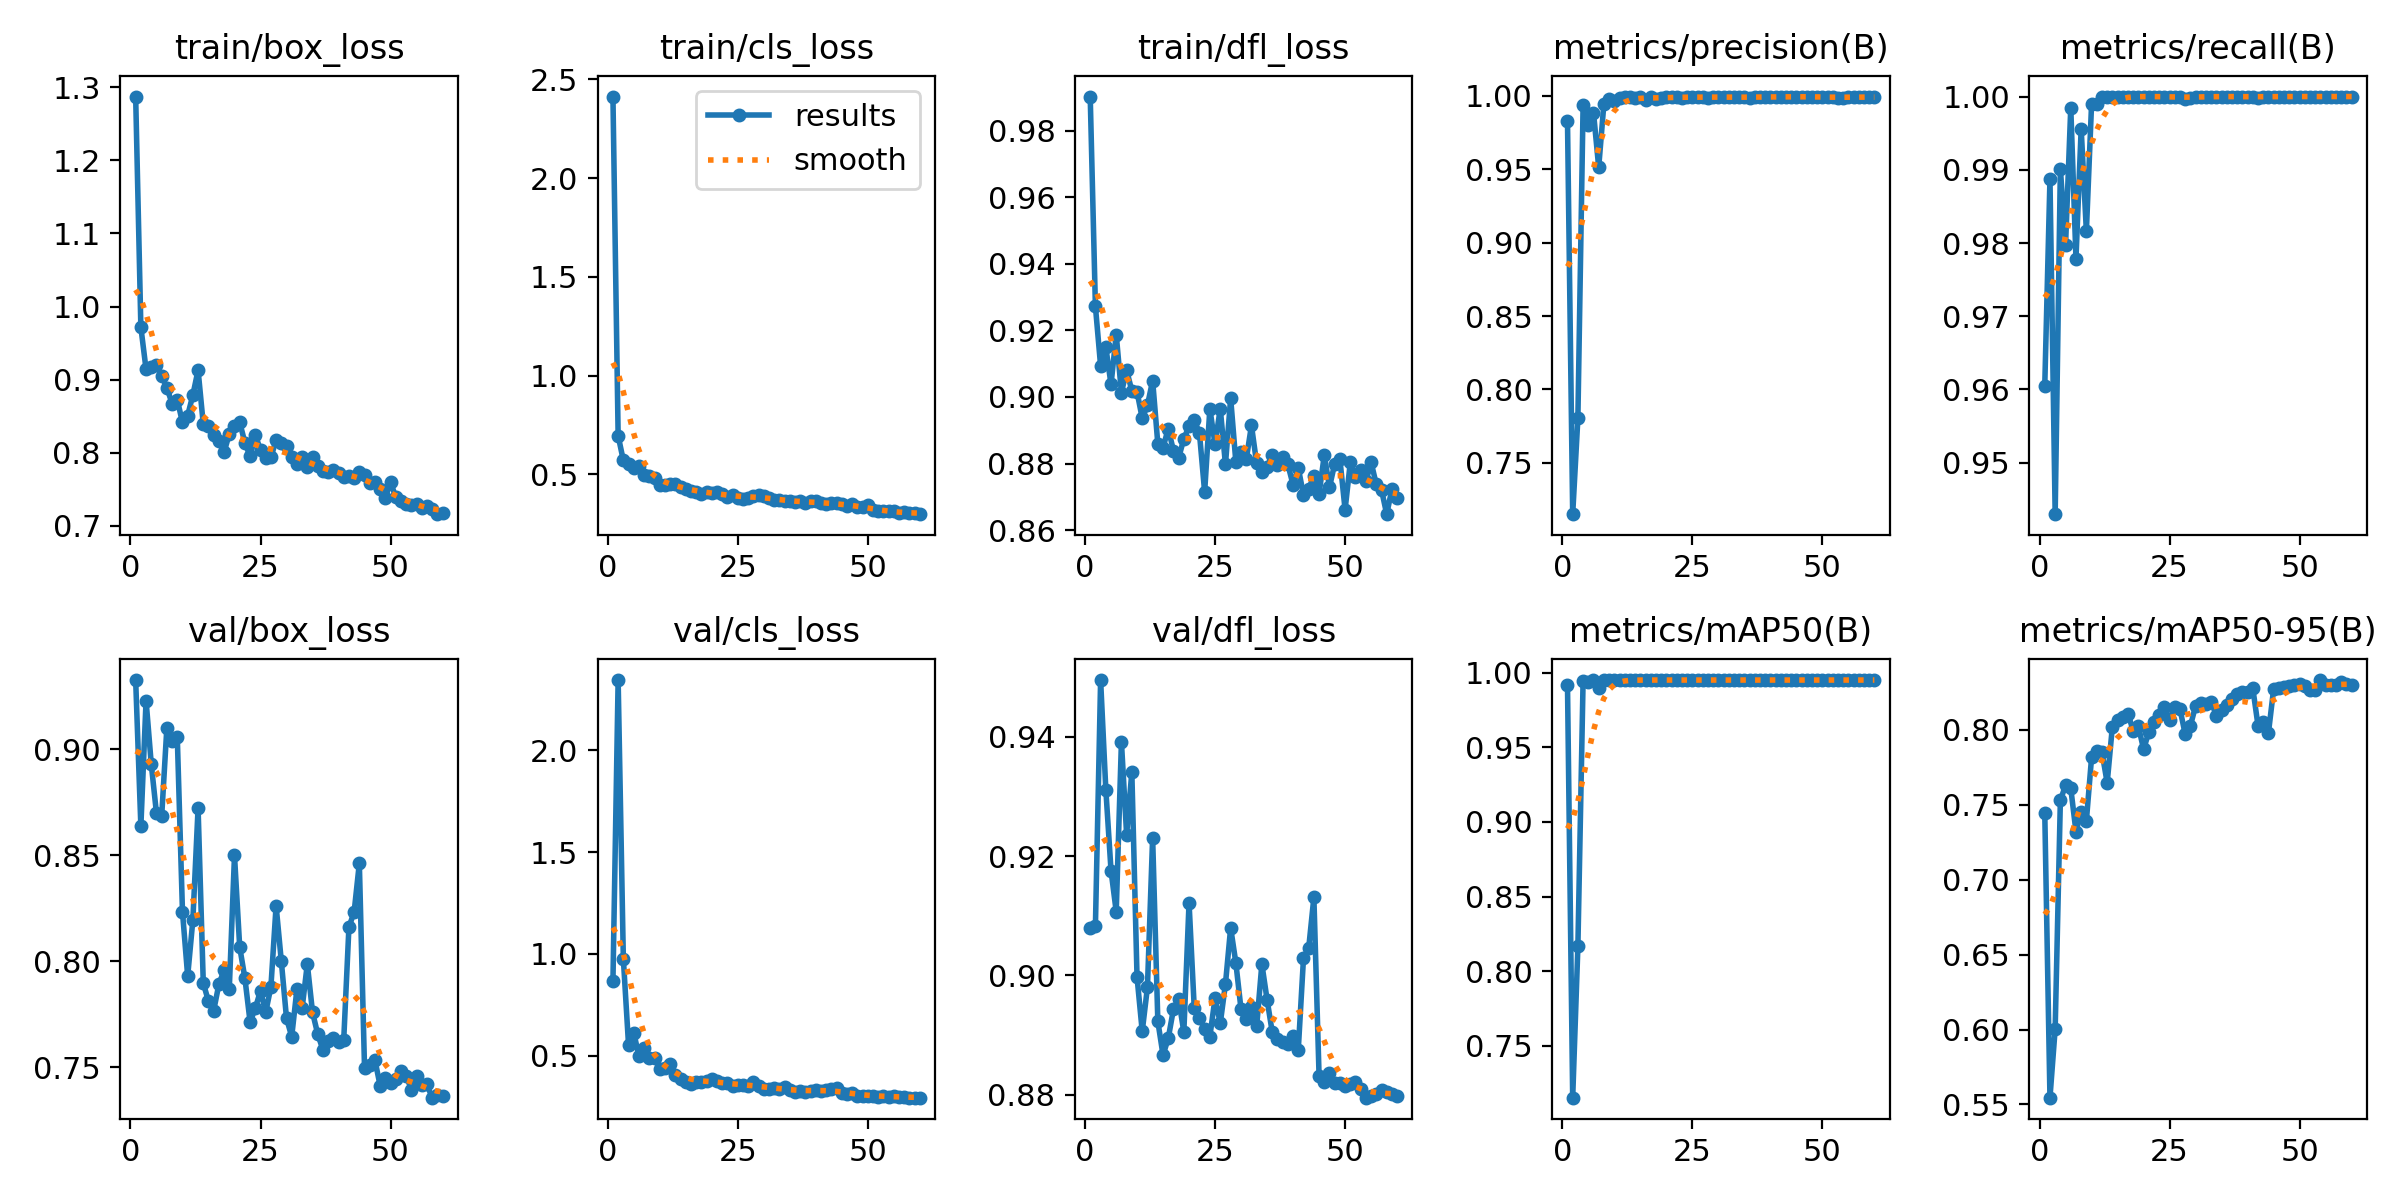 train/box_loss
1.3
1.2
1.1
1.0
0.9
0.8
0.7
0 25 50
train/cls_loss
2.5
2.0
1.5
1.0
0.5
results
smooth
0 25 50
train/dfl_loss
0.98
0.96
0.94
0.92
0.90
0.88
0.86
0 25 50
metrics/precision(B)
1.00
0.95
0.90
0.85
0.80
0.75
0 25 50
metrics/recall(B)
1.00
0.99
0.98
0.97
0.96
0.95
0 25 50
val/box_loss
0.90
0.85
0.80
0.75
0 25 50
val/cls_loss
2.0
1.5
1.0
0.5
0 25 50
val/dfl_loss
0.94
0.92
0.90
0.88
0 25 50
metrics/mAP50(B)
1.00
0.95
0.90
0.85
0.80
0.75
0 25 50
metrics/mAP50-95(B)
0.80
0.75
0.70
0.65
0.60
0.55
0 25 50